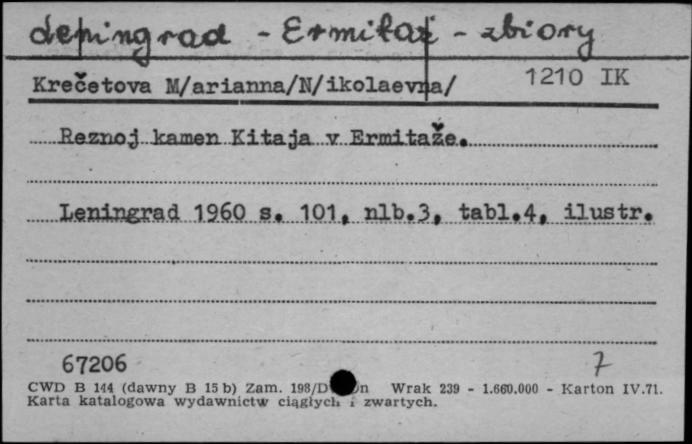 Leningrad - Ermitaż - zbiory
Krečetova M/arianna/N/ikolaevna/ 1210 IK
Reznoj kamen Kitaja v Ermitaže.
Leningrad 1960 s. 101, nlb.3, tabl.4, ilustr.
67206 7
CWD B 144 (dawny B 15 b) Zam. 198/D Wrak 239 - 1.660.000 - Karton IV.71.
Karta katalogowa wydawnictw ciągłych i zwartych.